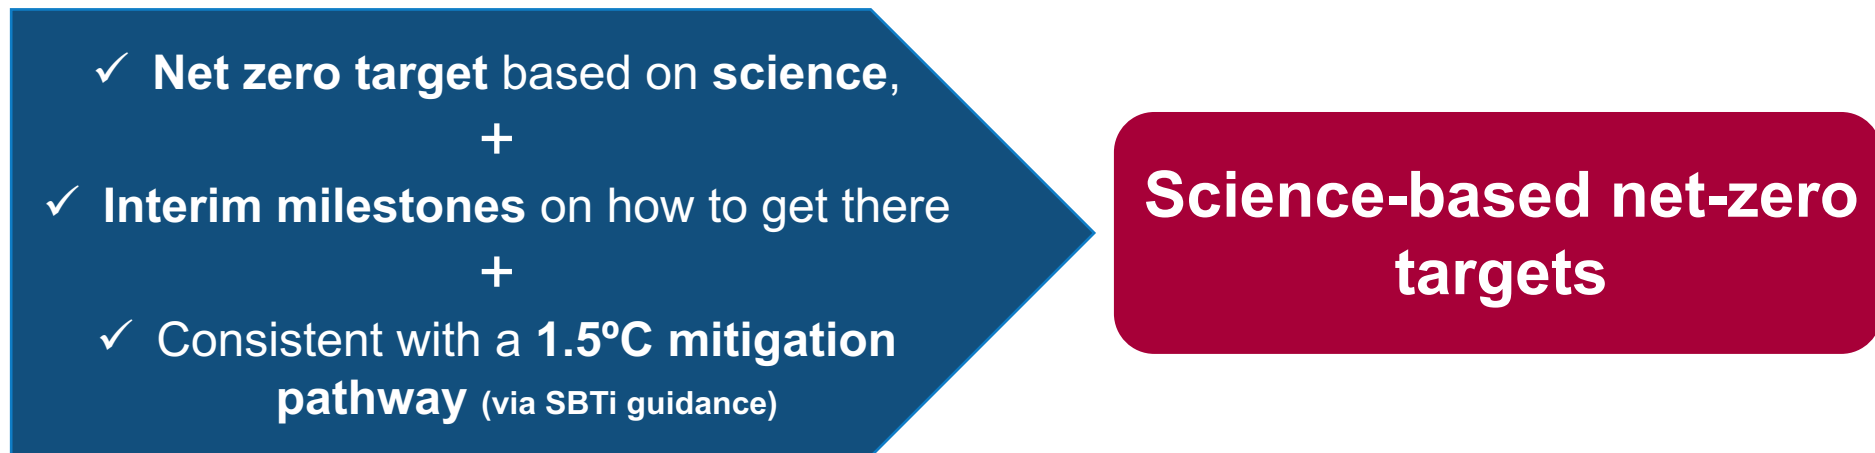 ✓ Net zero target based on science,
+
✓ Interim milestones on how to get there
+
✓ Consistent with a 1.5ºC mitigation
pathway (via SBTi guidance)
Science-based net-zero
targets